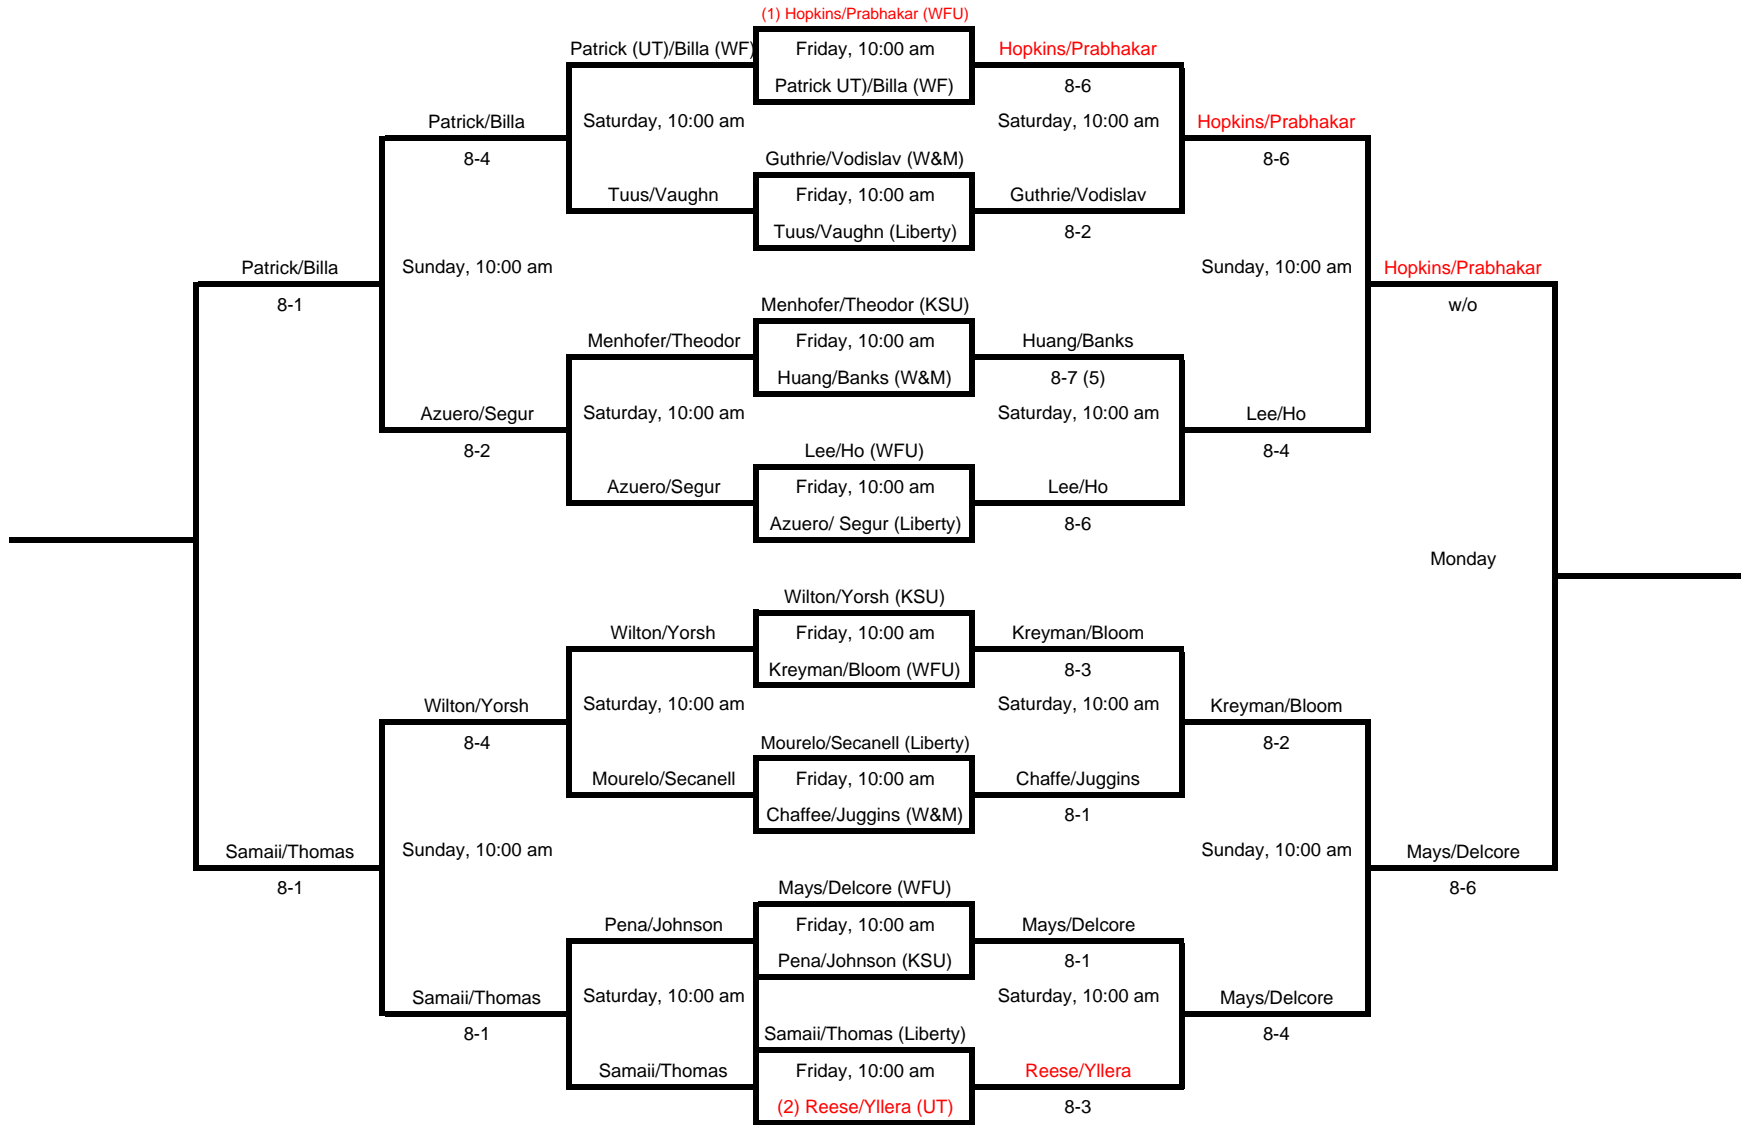 (1) Hopkins/Prabhakar (WFU)
Patrick (UT)/Billa (WF) Friday, 10:00 am Hopkins/Prabhakar
Patrick UT)/Billa (WF) 8-6
Patrick/Billa Saturday, 10:00 am Saturday, 10:00 am Hopkins/Prabhakar
8-4 Guthrie/Vodislav (W&M) 8-6
Tuus/Vaughn Friday, 10:00 am Guthrie/Vodislav
Tuus/Vaughn (Liberty) 8-2
Patrick/Billa Sunday, 10:00 am Sunday, 10:00 am Hopkins/Prabhakar
8-1 Menhofer/Theodor (KSU) w/o
Menhofer/Theodor Friday, 10:00 am Huang/Banks
Huang/Banks (W&M) 8-7 (5)
Azuero/Segur Saturday, 10:00 am Saturday, 10:00 am Lee/Ho
8-2 Lee/Ho (WFU) 8-4
Azuero/Segur Friday, 10:00 am Lee/Ho
Azuero/ Segur (Liberty) 8-6
Monday
Wilton/Yorsh (KSU)
Wilton/Yorsh Friday, 10:00 am Kreyman/Bloom
Kreyman/Bloom (WFU) 8-3
Wilton/Yorsh Saturday, 10:00 am Saturday, 10:00 am Kreyman/Bloom
8-4 Mourelo/Secanell (Liberty) 8-2
Mourelo/Secanell Friday, 10:00 am Chaffe/Juggins
Chaffee/Juggins (W&M) 8-1
Samaii/Thomas Sunday, 10:00 am Sunday, 10:00 am Mays/Delcore
8-1 Mays/Delcore (WFU) 8-6
Pena/Johnson Friday, 10:00 am Mays/Delcore
Pena/Johnson (KSU) 8-1
Samaii/Thomas Saturday, 10:00 am Saturday, 10:00 am Mays/Delcore
8-1 Samaii/Thomas (Liberty) 8-4
Samaii/Thomas Friday, 10:00 am Reese/Yllera
(2) Reese/Yllera (UT) 8-3